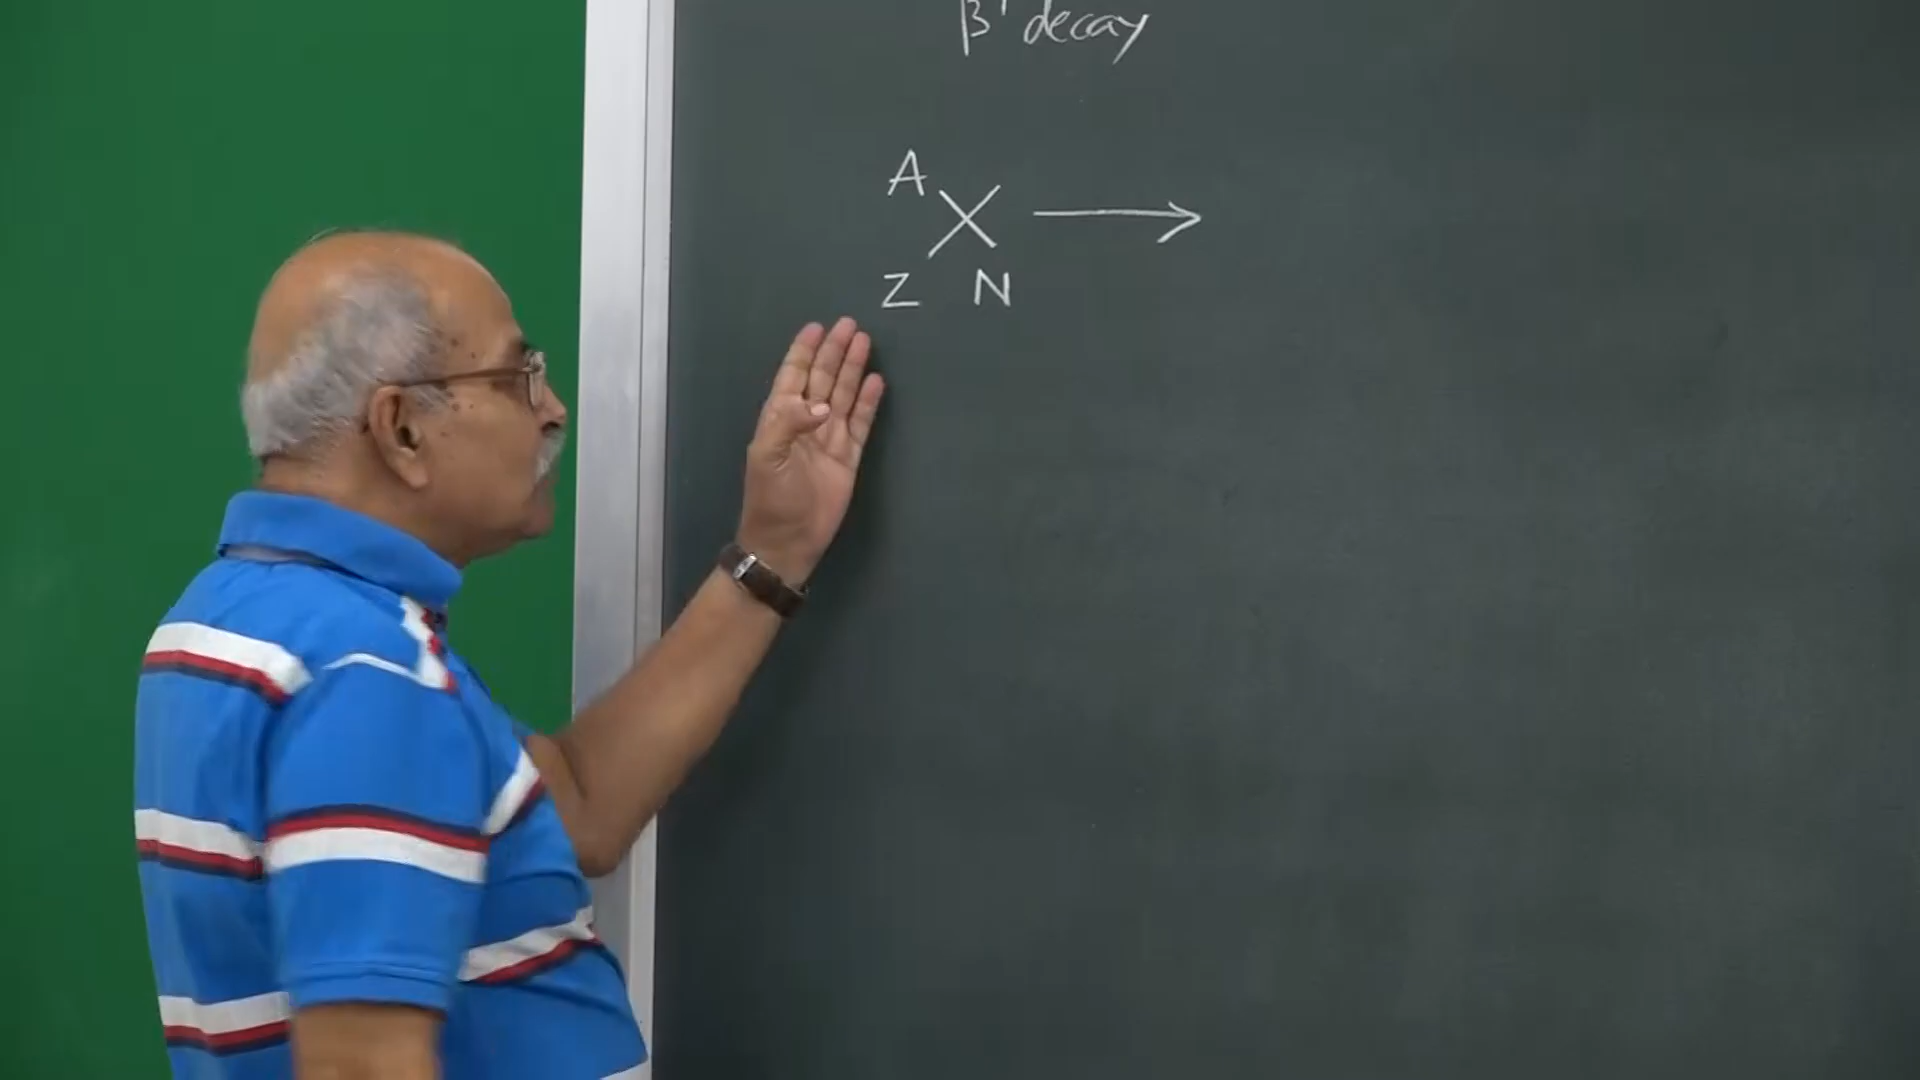 β⁺ decay
A
X →
Z N